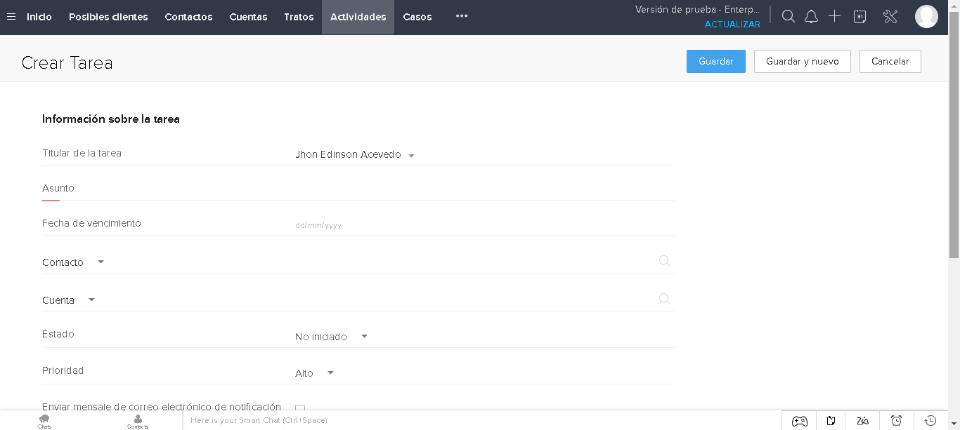 Inicio Posibles clientes Contactos Cuentas Tratos Actividades Casos ••• Versión de prueba - Enterp...
ACTUALIZAR
Crear Tarea Guardar Guardar y nuevo Cancelar
Información sobre la tarea
Titular de la tarea Jhon Edinson Acevedo
Asunto
Fecha de vencimiento dd/mm/yyyy
Contacto
Cuenta
Estado No iniciado
Prioridad Alto
Enviar mensaje de correo electrónico de notificación
Chats Contacts Here is your Smart Chat (Ctrl+Space)